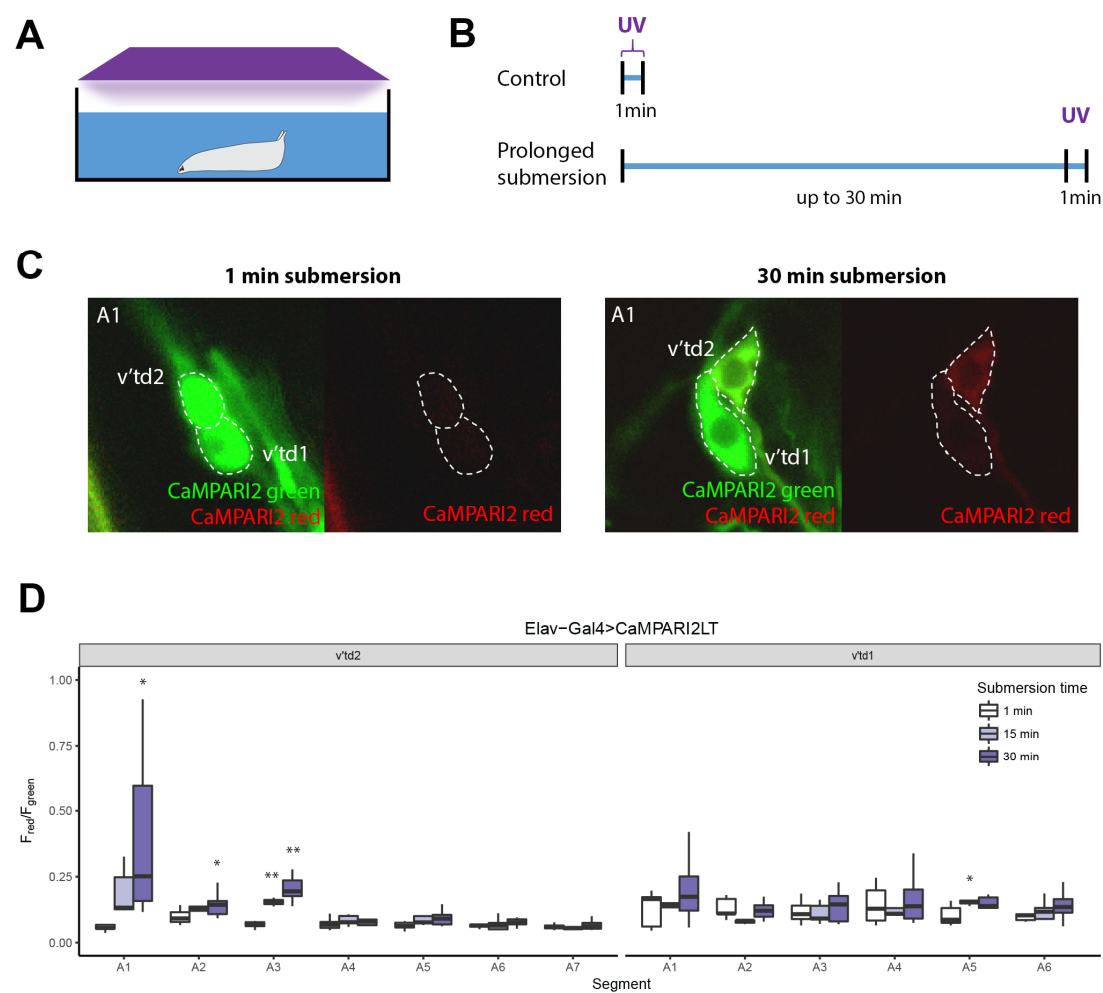 A
B
UV
Control
1min
UV
Prolonged
submersion
up to 30 min
1min
C
1 min submersion
30 min submersion
A1
v'td2
v'td1
CaMPARI2 green
CaMPARI2 red
CaMPARI2 red
A1
v'td2
v'td1
CaMPARI2 green
CaMPARI2 red
CaMPARI2 red
D
Elav−Gal4>CaMPARI2LT
v'td2
v'td1
Submersion time
1 min
15 min
30 min
Fred/Fgreen
1.00
0.75
0.50
0.25
0.00
*
*
**
**
*
A1 A2 A3 A4 A5 A6 A7
A1 A2 A3 A4 A5 A6
Segment